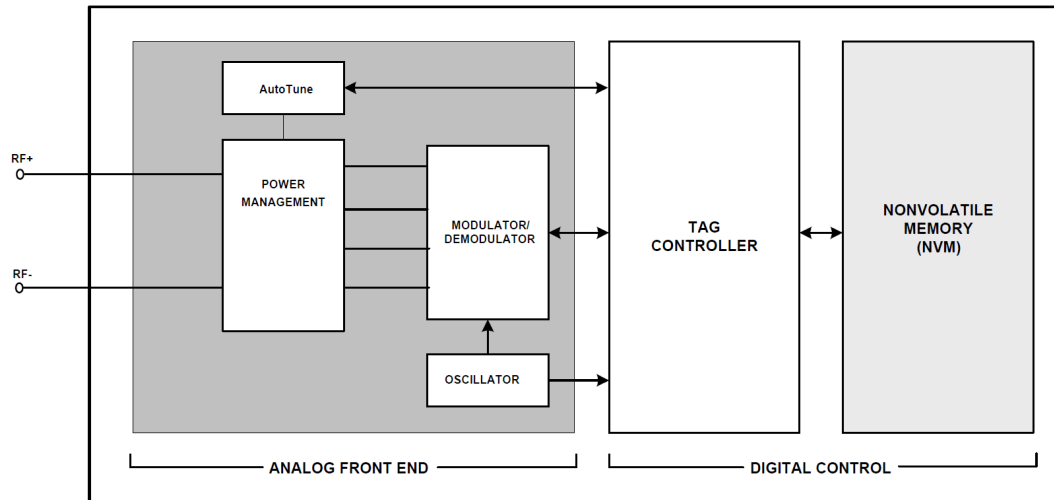 AutoTune
RF+
POWER
MANAGEMENT
RF-
MODULATOR/
DEMODULATOR
OSCILLATOR
TAG
CONTROLLER
NONVOLATILE
MEMORY
(NVM)
ANALOG FRONT END
DIGITAL CONTROL